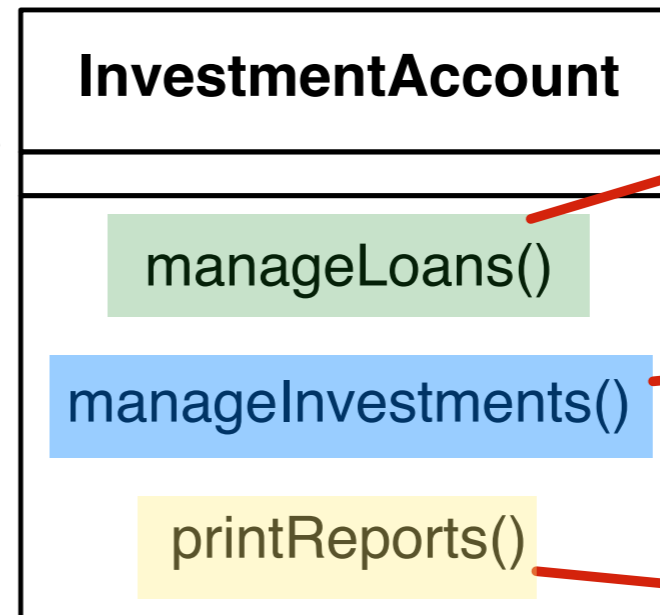 InvestmentAccount
manageLoans()
manageInvestments()
printReports()